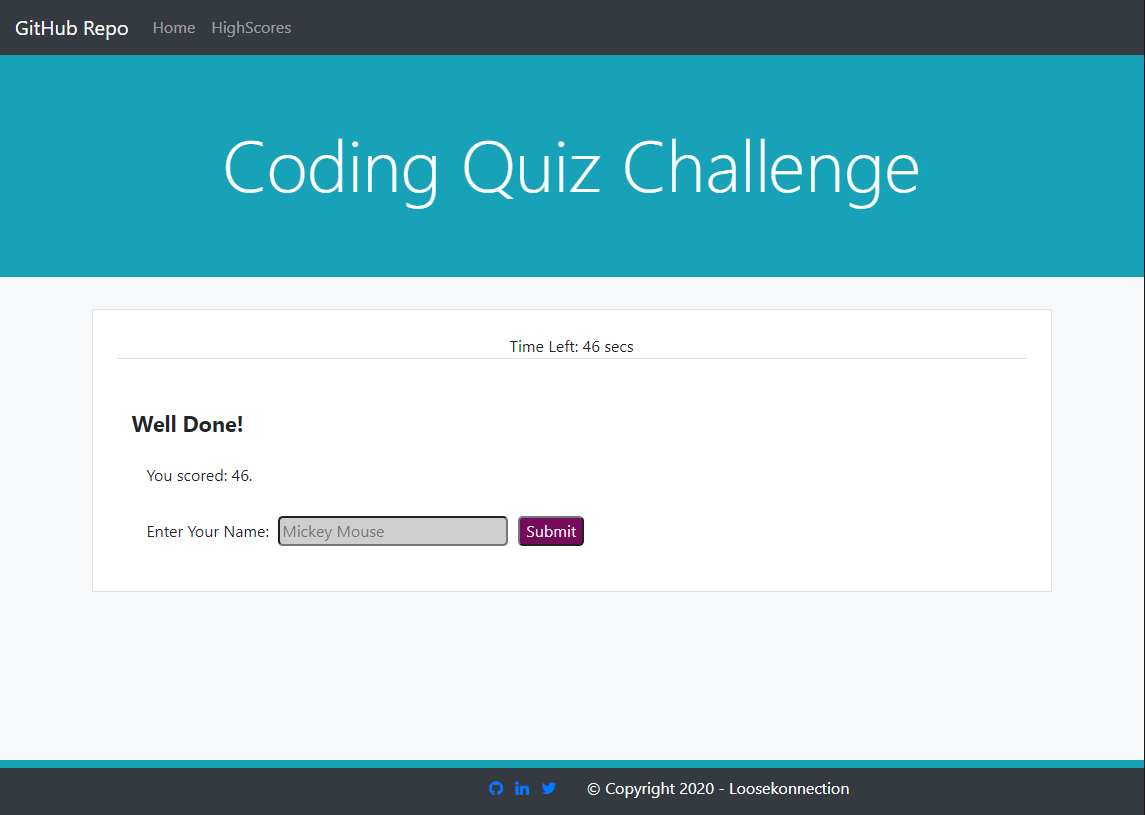 GitHub Repo Home HighScores
Coding Quiz Challenge
Time Left: 46 secs
Well Done!
You scored: 46.
Enter Your Name: Mickey Mouse Submit
© Copyright 2020 - Loosekonnection